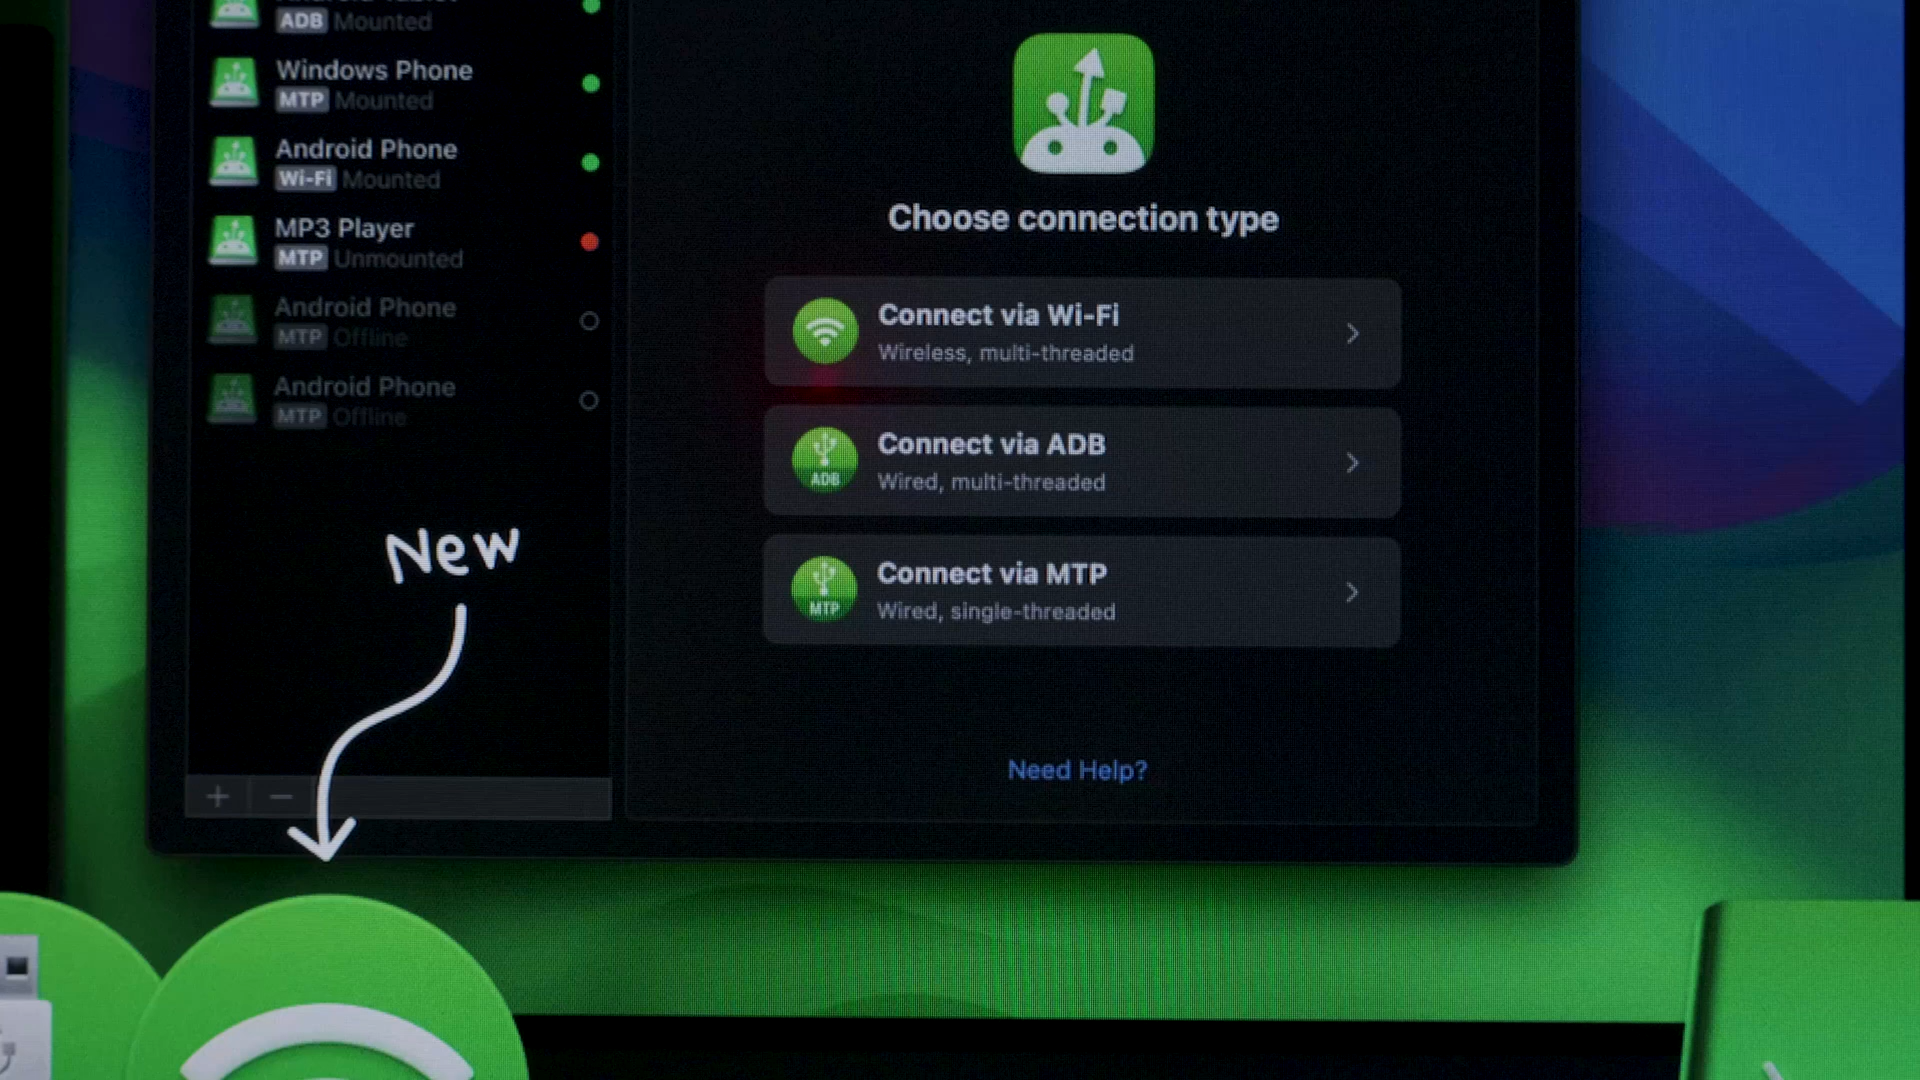 ADB Mounted
Windows Phone
MTP Mounted
Android Phone
Wi-Fi Mounted
MP3 Player
MTP Unmounted
Android Phone
MTP Offline
Android Phone
MTP Offline
New
Choose connection type
Connect via Wi-Fi
Wireless, multi-threaded
ADB
Connect via ADB
Wired, multi-threaded
MTP
Connect via MTP
Wired, single-threaded
Need Help?